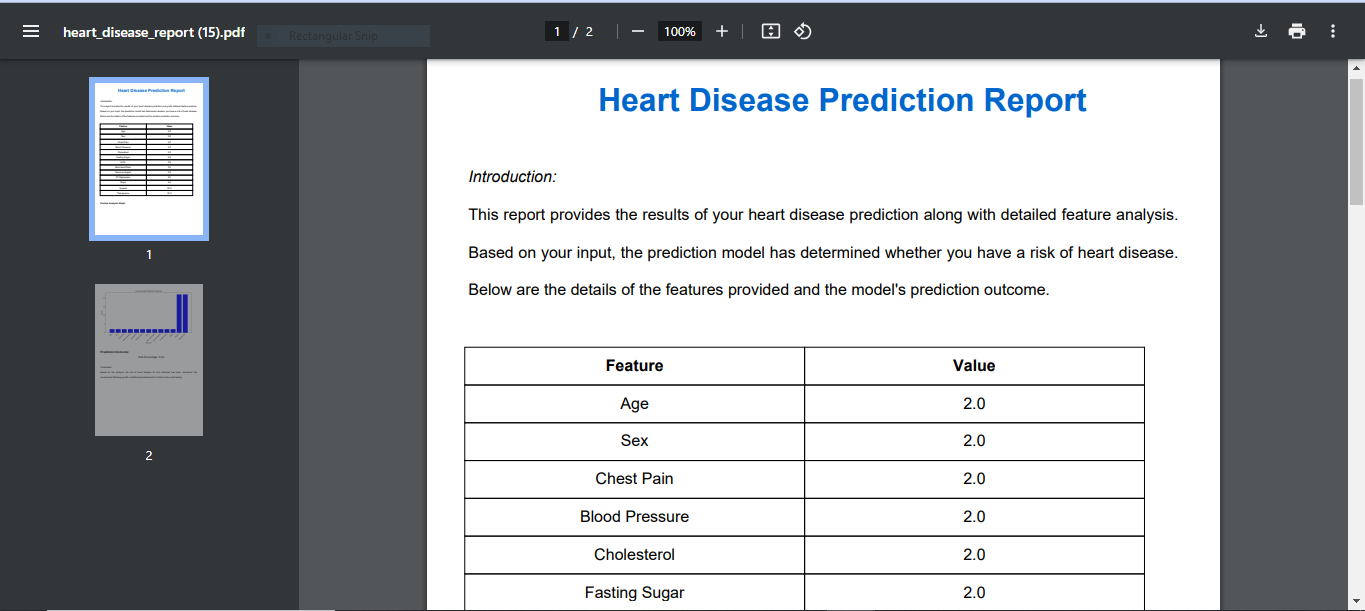 heart_disease_report (15).pdf
Rectangular Snip
1 / 2
100%
Heart Disease Prediction Report
1
2
Heart Disease Prediction Report
Introduction:
This report provides the results of your heart disease prediction along with detailed feature analysis.
Based on your input, the prediction model has determined whether you have a risk of heart disease.
Below are the details of the features provided and the model's prediction outcome.
Feature Value
Age 2.0
Sex 2.0
Chest Pain 2.0
Blood Pressure 2.0
Cholesterol 2.0
Fasting Sugar 2.0